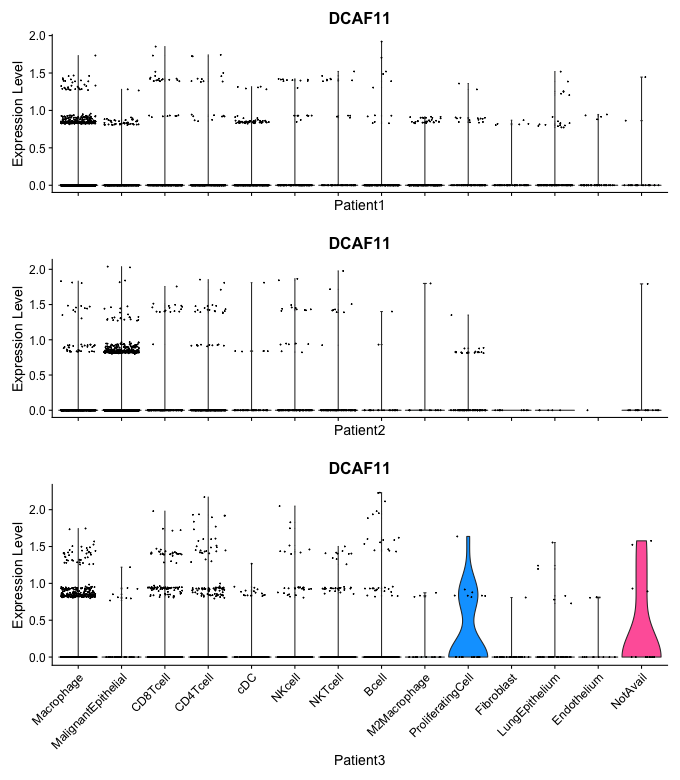 DCAF11
Expression Level
2.0
1.5
1.0
0.5
0.0
Patient1
DCAF11
Expression Level
2.0
1.5
1.0
0.5
0.0
Patient2
DCAF11
Expression Level
2.0
1.5
1.0
0.5
0.0
Macrophage
MalignantEpithelial
CD8Tcell
CD4Tcell
cDC
NKcell
NKTcell
Bcell
M2Macrophage
ProliferatingCell
Fibroblast
LungEpithelium
Endothelium
NotAvail
Patient3